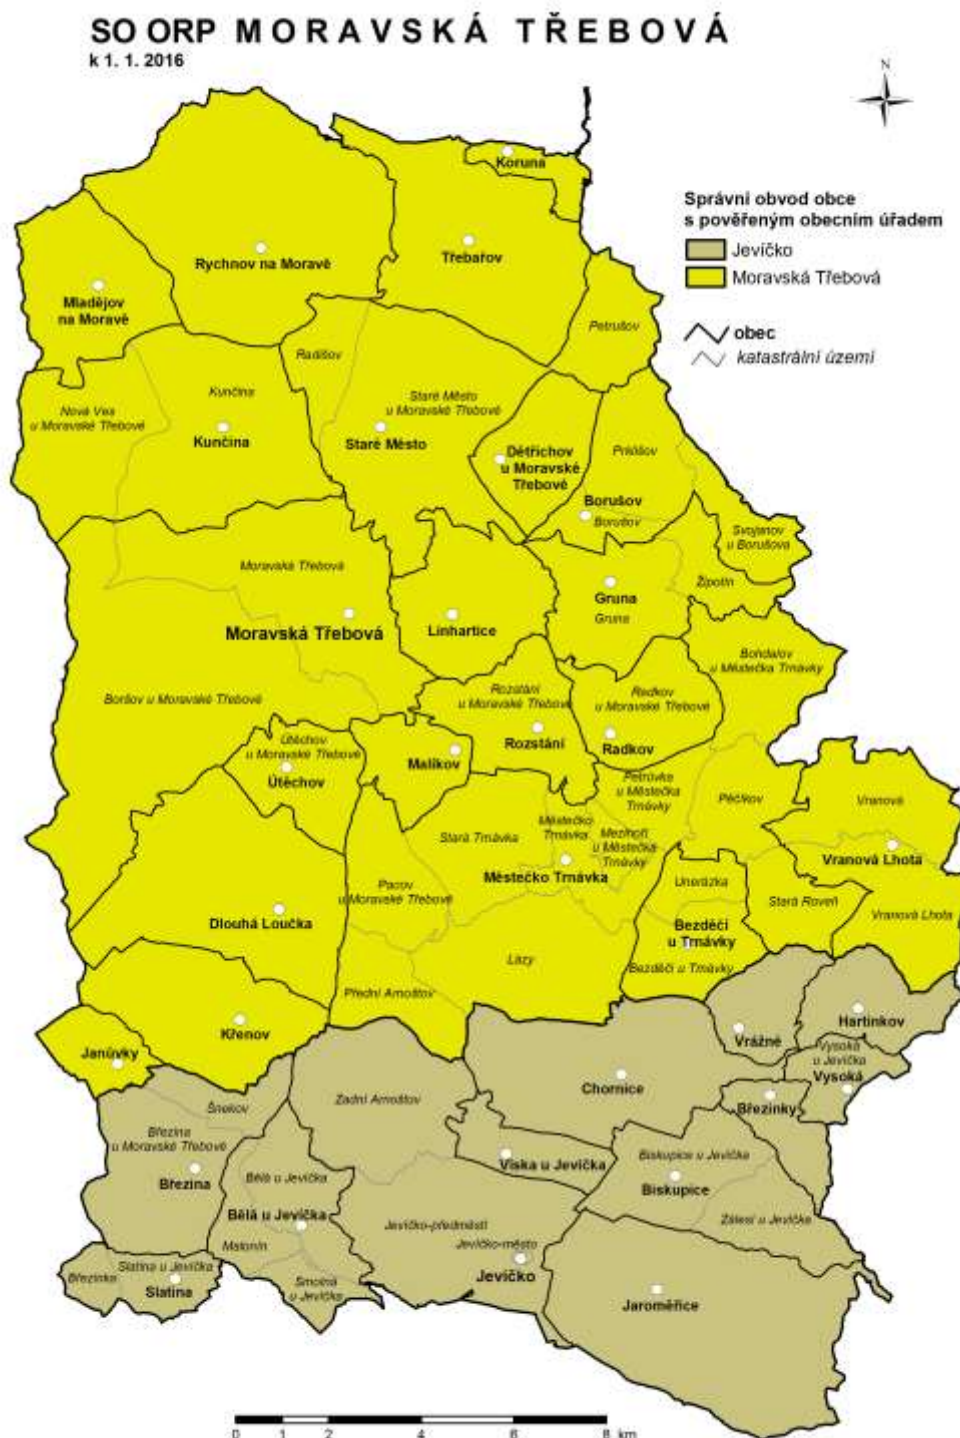 SO ORP MORAVSKÁ TŘEBOVÁ
k 1. 1. 2016
N
Koruna
Správní obvod obce
s pověřeným obecním úřadem
Jevíčko
Moravská Třebová
obec
katastrální území
Třebařov
Rychnov na Moravě
Mladějov
na Moravě
Petrušov
Radišov
Kunčina
Staré Město
u Moravské Třebové
Nová Ves
u Moravské Třebové
Kunčina
Staré Město
Dětřichov
u Moravské
Třebové
Prklišov
Borušov
Borušov
Svojanov
u Borušova
Moravská Třebová
Žipotín
Gruna
Gruna
Moravská Třebová
Linhartice
Bohdalov
u Městečka Trnávky
Boršov u Moravské Třebové
Rozstání
u Moravské Třebové
Radkov
u Moravské Třebové
Rozstání
Radkov
Útěchov
u Moravské Třebové
Útěchov
Malíkov
Petrůvka
u Městečka
Trnávky
Pěčíkov
Vranová
Stará Trnávka
Městečko
Trnávka
Mezihoří
u Městečka
Trnávky
Vranová Lhota
Městečko Trnávka
Pacov
u Moravské Třebové
Unerázka
Stará Roveň
Vranová Lhota
Dlouhá Loučka
Bezděčí
u Trnávky
Lázy
Bezděčí u Trnávky
Přední Arnoštov
Křenov
Janůvky
Vrážné
Hartinkov
Vysoká
u Jevíčka
Vysoká
Chornice
Březinky
Zadní Arnoštov
Šnekov
Březina
u Moravské Třebové
Březina
Bělá u Jevíčka
Bělá u Jevíčka
Víska u Jevíčka
Biskupice u Jevíčka
Biskupice
Zálesí u Jevíčka
Jevíčko-předměstí
Jevíčko-město
Jevíčko
Matonín
Slatina u Jevíčka
Březinka
Slatina
Smolná
u Jevíčka
Jaroměřice
0 1 2 4 6 8 km